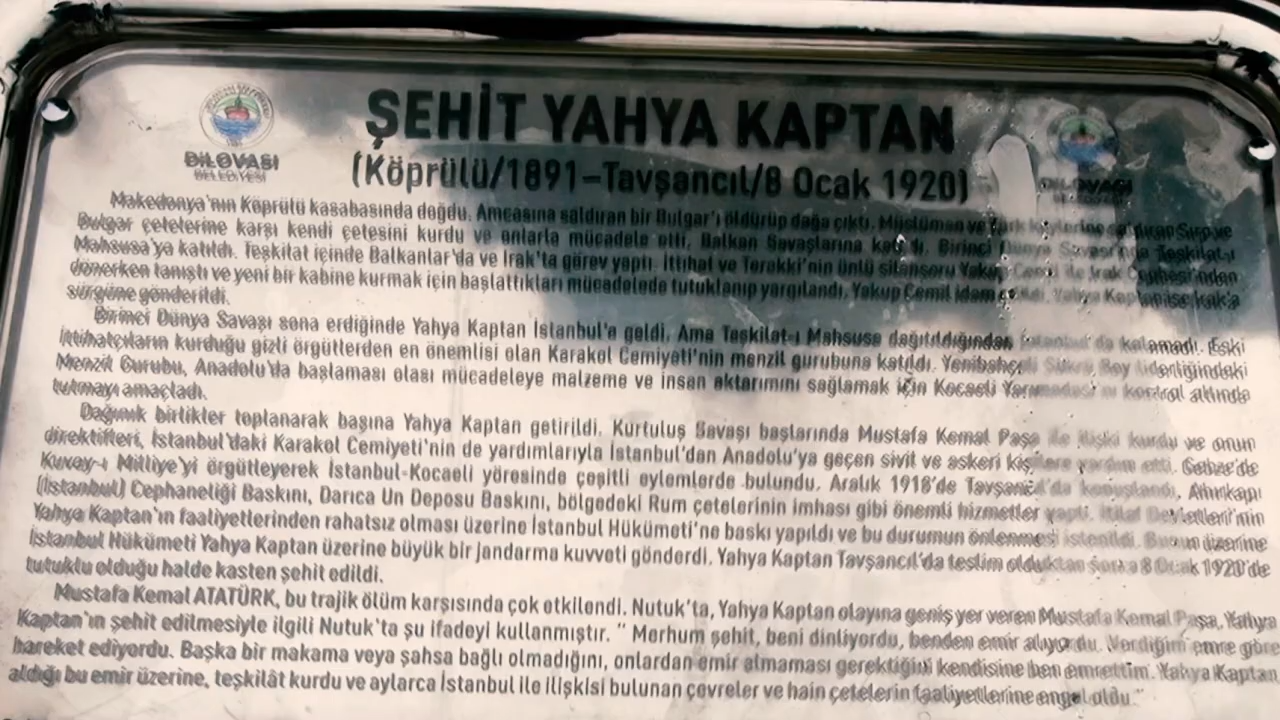 ŞEHİT YAHYA KAPTAN
(Köprülü/1891-Tavşancıl/8 Ocak 1920)
DİLOVASI
BELEDİYESİ
DİLOVASI
Makedonya'nın Köprülü kasabasında doğdu. Amcasına saldıran bir Bulgar'ı öldürüp dağa çıktı. Müslüman ve Türk köylerine saldıran Sırp ve
Bulgar çetelerine karşı kendi çetesini kurdu ve onlarla mücadele etti. Balkan Savaşlarına katıldı. Birinci Dünya Savaşı'nda Teşkilat-ı
Mahsusa'ya katıldı. Teşkilat içinde Balkanlar'da ve Irak'ta görev yaptı. İttihat ve Terakki'nin ünlü silahşoru Yakup Cemil ile Irak Cephesi'nden
dönerken tanıştı ve yeni bir kabine kurmak için başlattıkları mücadelede tutuklanıp yargılandı. Yakup Cemil idam edildi. Yahya Kaptan ise Irak'a
sürgüne gönderildi.
Birinci Dünya Savaşı sona erdiğinde Yahya Kaptan İstanbul'a geldi. Ama Teşkilat-ı Mahsusa dağıtıldığından İstanbul'da kalamadı. Eski
İttihatçıların kurduğu gizli örgütlerden en önemlisi olan Karakol Cemiyeti'nin menzil gurubuna katıldı. Yenibahçeli Şükrü Bey liderliğindeki
Menzil Gurubu, Anadolu'da başlaması olası mücadeleye malzeme ve insan aktarımını sağlamak için Kocaeli Yarımadası'nı kontrol altında
tutmayı amaçladı.
Dağınık birlikler toplanarak başına Yahya Kaptan getirildi. Kurtuluş Savaşı başlarında Mustafa Kemal Paşa ile ilişki kurdu ve onun
direktifleri, İstanbul'daki Karakol Cemiyeti'nin de yardımlarıyla İstanbul'dan Anadolu'ya geçen sivil ve askeri kişilere yardım etti. Gebze'de
Kuvay-ı Milliye'yi örgütleyerek İstanbul-Kocaeli yöresinde çeşitli eylemlerde bulundu. Aralık 1918'de Tavşancıl'da konuşlandı, Ahırkapı
(İstanbul) Cephaneliği Baskını, Darıca Un Deposu Baskını, bölgedeki Rum çetelerinin imhası gibi önemli hizmetler yaptı. İtilaf Devletleri'nin
Yahya Kaptan'ın faaliyetlerinden rahatsız olması üzerine İstanbul Hükümeti'ne baskı yapıldı ve bu durumun önlenmesi istenildi. Bunun üzerine
İstanbul Hükümeti Yahya Kaptan üzerine büyük bir jandarma kuvveti gönderdi. Yahya Kaptan Tavşancıl'da teslim olduktan sonra 8 Ocak 1920'de
tutuklu olduğu halde kasten şehit edildi.
Mustafa Kemal ATATÜRK, bu trajik ölüm karşısında çok etkilendi. Nutuk'ta, Yahya Kaptan olayına geniş yer veren Mustafa Kemal Paşa, Yahya
Kaptan'ın şehit edilmesiyle ilgili Nutuk'ta şu ifadeyi kullanmıştır. " Merhum şehit, beni dinliyordu, benden emir alıyordu. Verdiğim emre göre
hareket ediyordu. Başka bir makama veya şahsa bağlı olmadığını, onlardan emir almaması gerektiğini kendisine ben emrettim. Yahya Kaptan
aldığı bu emir üzerine, teşkilât kurdu ve aylarca İstanbul ile ilişkisi bulunan çevreler ve hain çetelerin faaliyetlerine engel oldu."